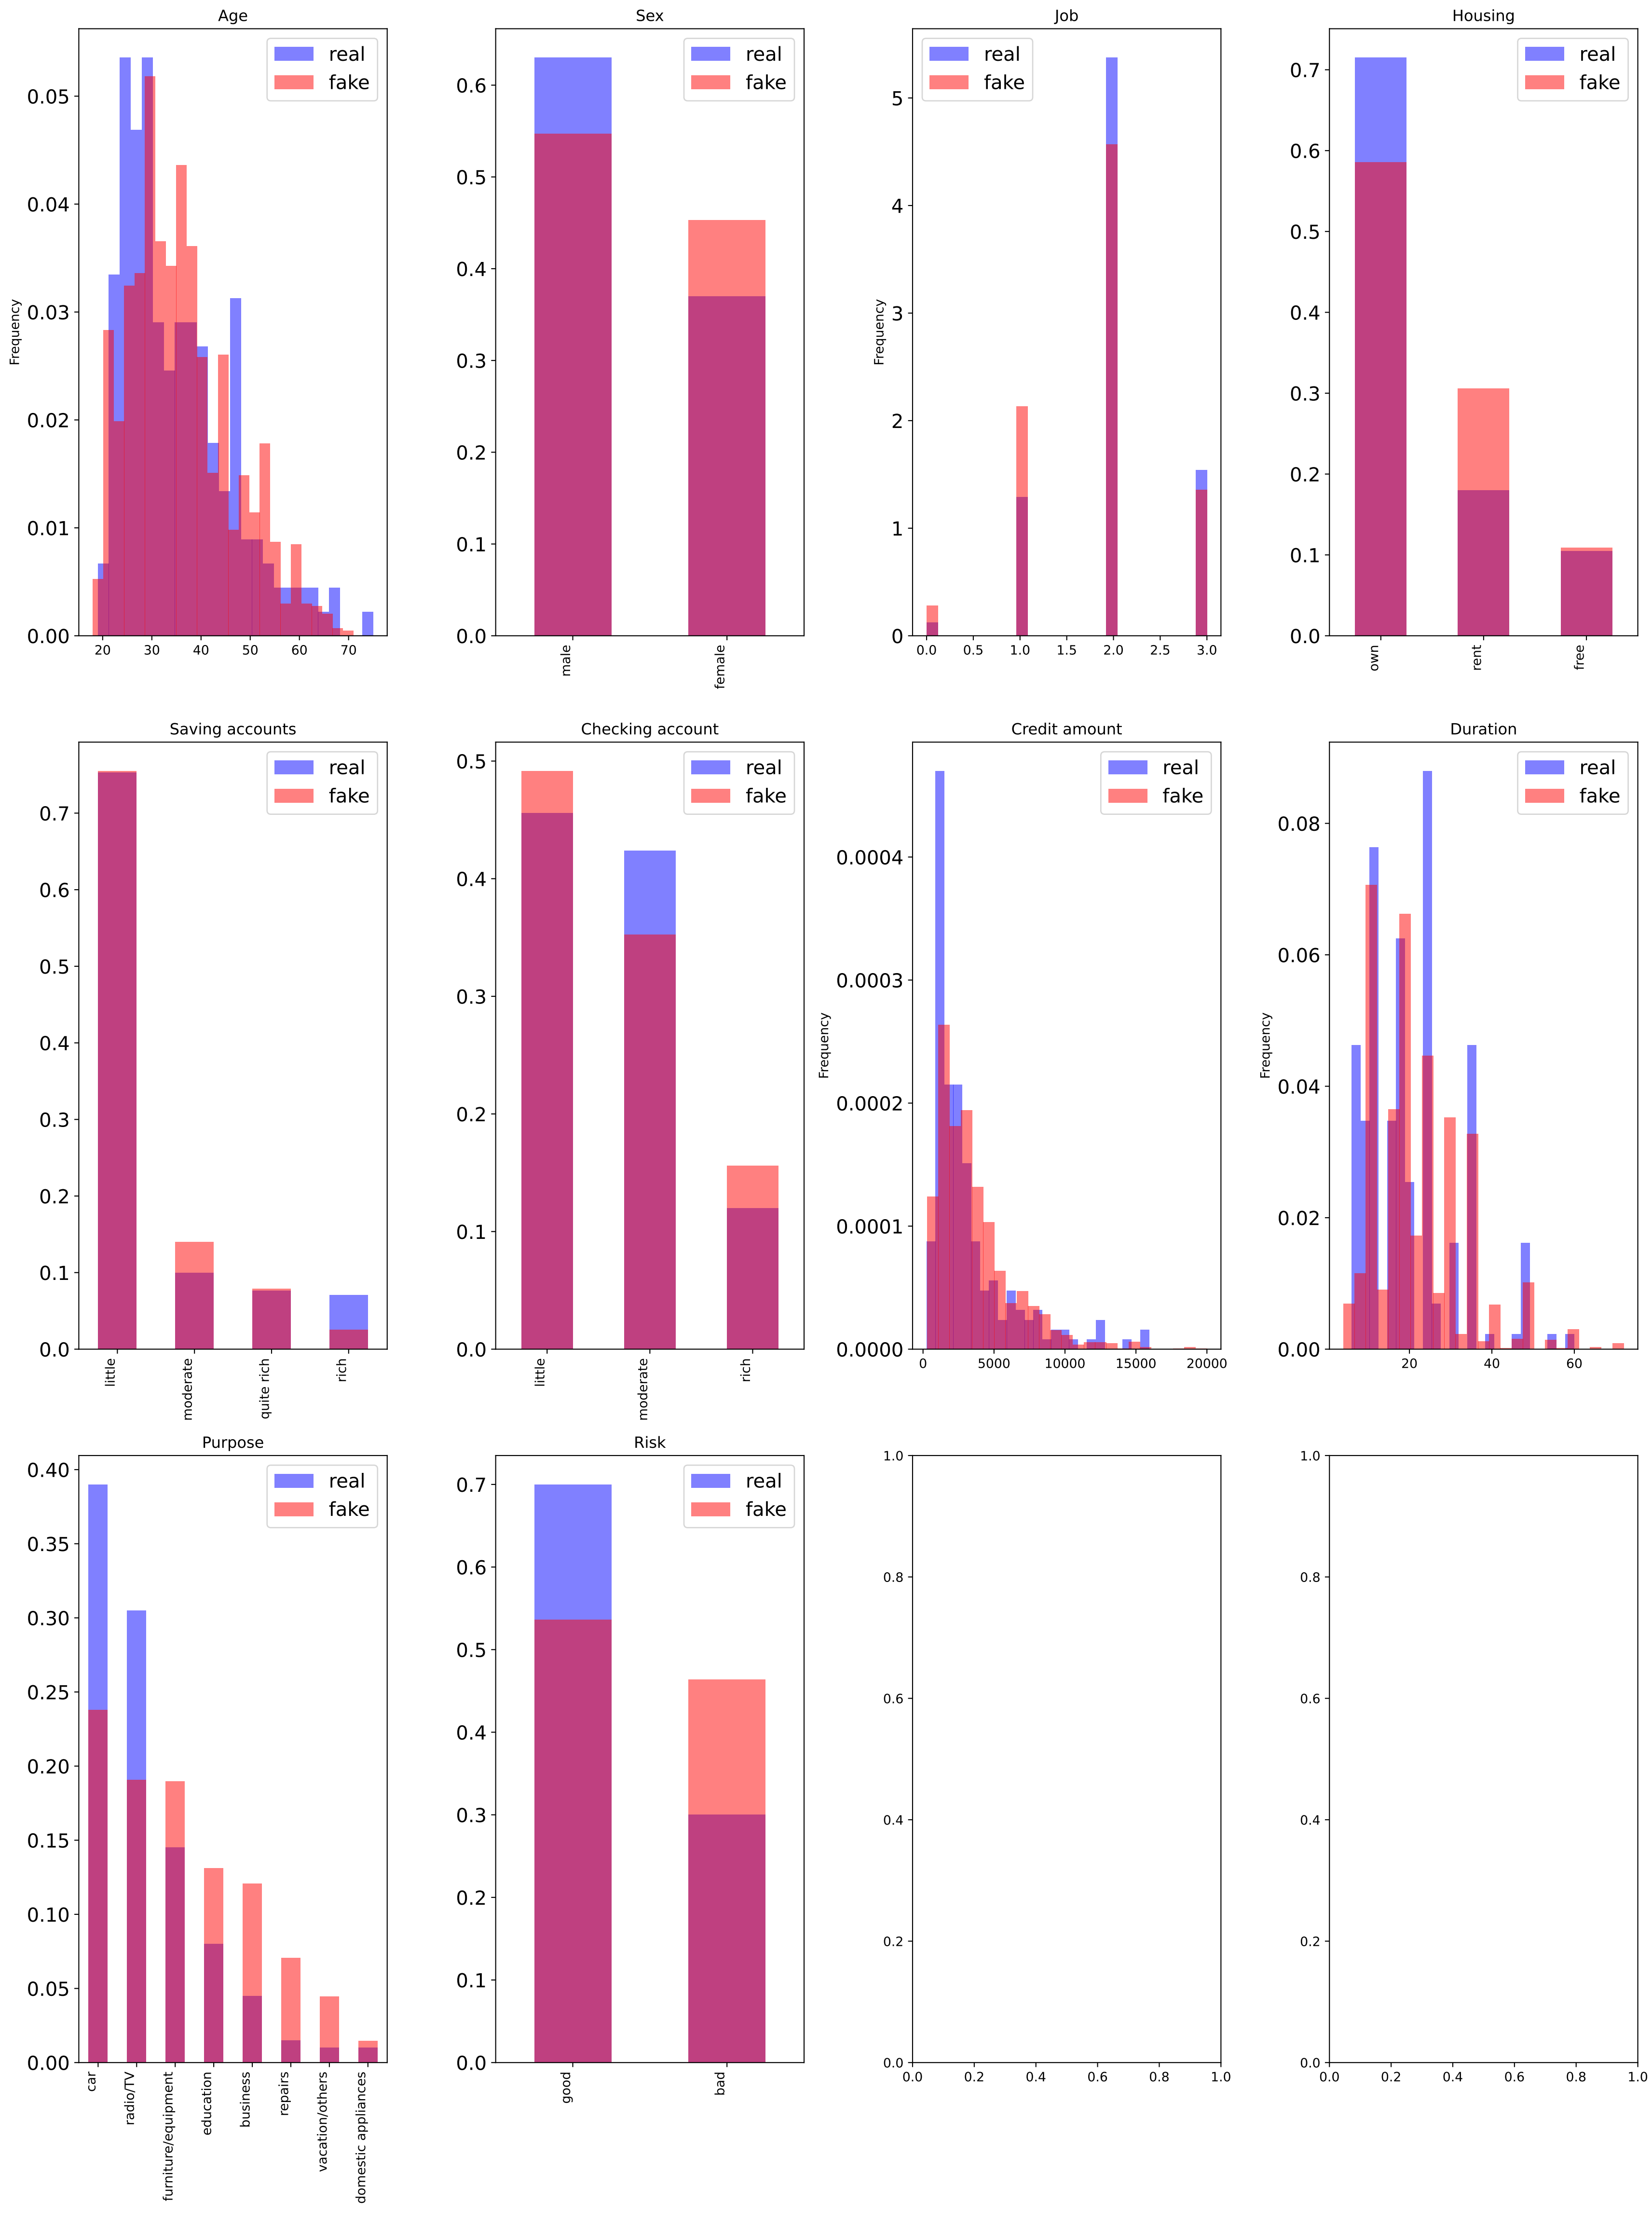 Age
real
fake
Frequency
0.05
0.04
0.03
0.02
0.01
0.00
20 30 40 50 60 70
Sex
real
fake
0.6
0.5
0.4
0.3
0.2
0.1
0.0
male
female
Job
real
fake
Frequency
5
4
3
2
1
0
0.0 0.5 1.0 1.5 2.0 2.5 3.0
Housing
real
fake
0.7
0.6
0.5
0.4
0.3
0.2
0.1
0.0
own
rent
free
Saving accounts
real
fake
0.7
0.6
0.5
0.4
0.3
0.2
0.1
0.0
little
moderate
quite rich
rich
Checking account
real
fake
0.5
0.4
0.3
0.2
0.1
0.0
little
moderate
rich
Credit amount
real
fake
Frequency
0.0004
0.0003
0.0002
0.0001
0.0000
0 5000 10000 15000 20000
Duration
real
fake
Frequency
0.08
0.06
0.04
0.02
0.00
20 40 60
Purpose
real
fake
0.40
0.35
0.30
0.25
0.20
0.15
0.10
0.05
0.00
car
radio/TV
furniture/equipment
education
business
repairs
vacation/others
domestic appliances
Risk
real
fake
0.7
0.6
0.5
0.4
0.3
0.2
0.1
0.0
good
bad
1.0
0.8
0.6
0.4
0.2
0.0
0.0 0.2 0.4 0.6 0.8 1.0
1.0
0.8
0.6
0.4
0.2
0.0
0.0 0.2 0.4 0.6 0.8 1.0